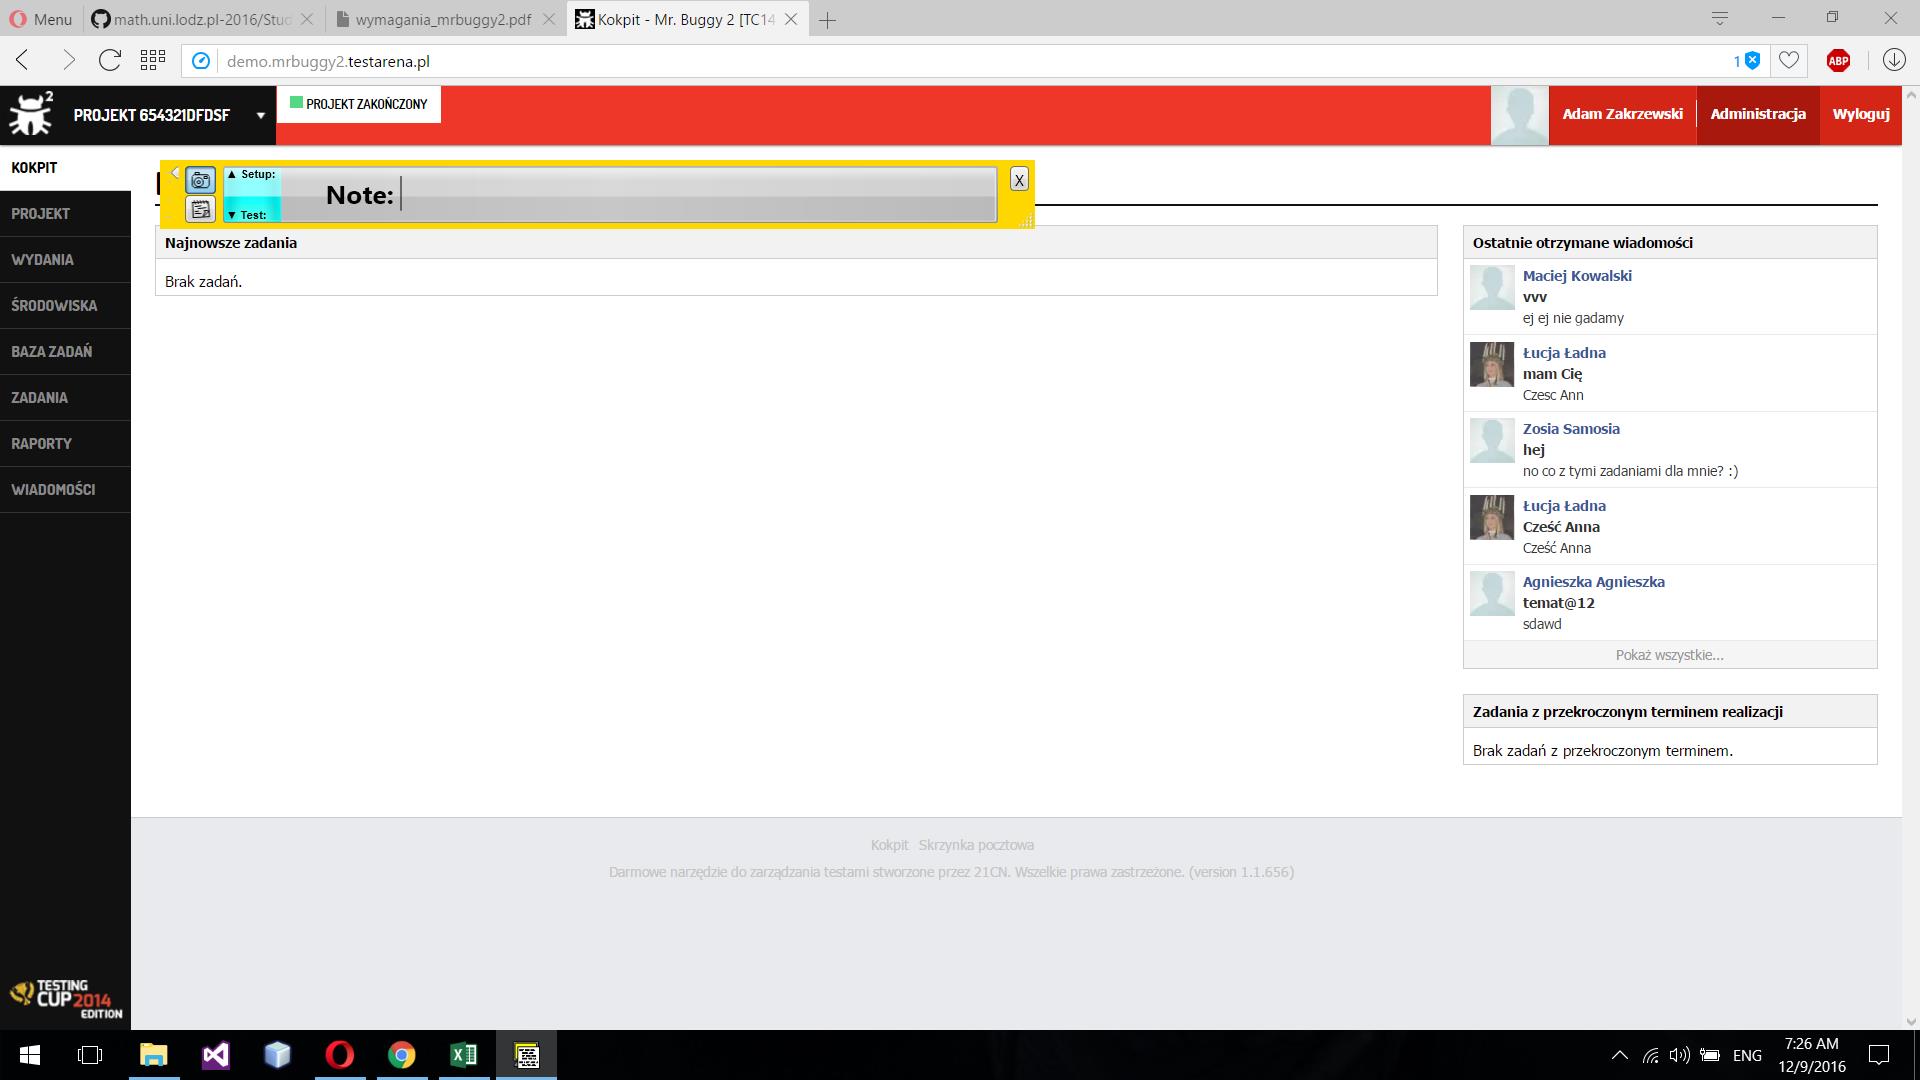 Menu
math.uni.lodz.pl-2016/Stud
wymagania_mrbuggy2.pdf
Kokpit - Mr. Buggy 2 [TC14
demo.mrbuggy2.testarena.pl
1
ABP
2
PROJEKT 654321DFDSF
PROJEKT ZAKOŃCZONY
Adam Zakrzewski
Administracja
Wyloguj
KOKPIT
PROJEKT
WYDANIA
ŚRODOWISKA
BAZA ZADAŃ
ZADANIA
RAPORTY
WIADOMOŚCI
▲ Setup:
Note:
▼ Test:
X
Najnowsze zadania
Brak zadań.
Ostatnie otrzymane wiadomości
Maciej Kowalski
vvv
ej ej nie gadamy
Łucja Ładna
mam Cię
Czesc Ann
Zosia Samosia
hej
no co z tymi zadaniami dla mnie? :)
Łucja Ładna
Cześć Anna
Cześć Anna
Agnieszka Agnieszka
temat@12
sdawd
Pokaż wszystkie...
Zadania z przekroczonym terminem realizacji
Brak zadań z przekroczonym terminem.
Kokpit Skrzynka pocztowa
Darmowe narzędzie do zarządzania testami stworzone przez 21CN. Wszelkie prawa zastrzeżone. (version 1.1.656)
TESTING
CUP 2014
EDITION
ENG
7:26 AM
12/9/2016